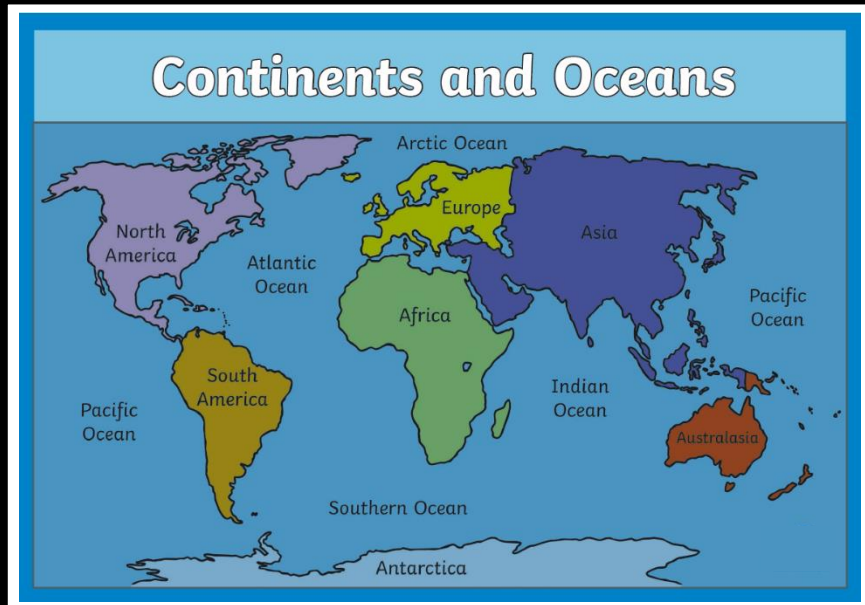 Continents and Oceans
Arctic Ocean
North
America
Europe
Asia
Atlantic
Ocean
Africa
Pacific
Ocean
South
America
Indian
Ocean
Pacific
Ocean
Australasia
Southern Ocean
Antarctica